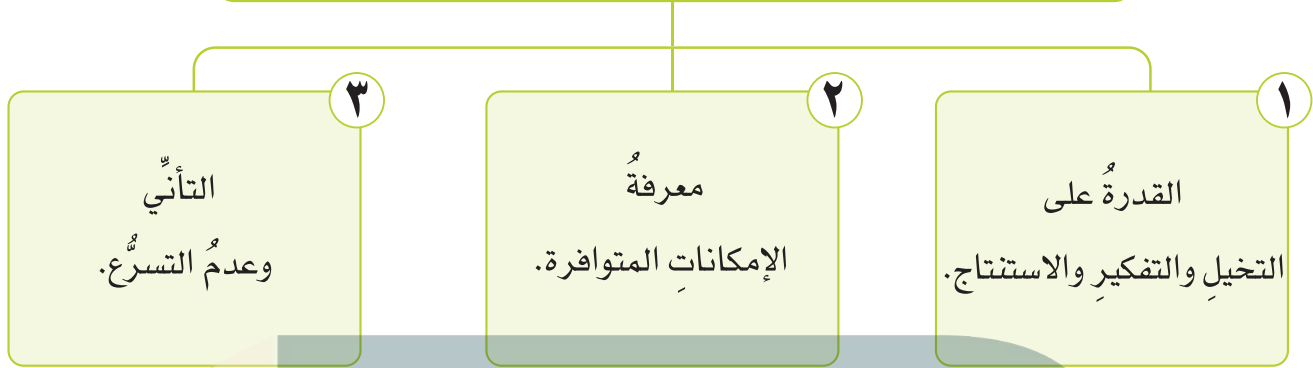 ١
القدرةُ على
التخيلِ والتفكيرِ والاستنتاج.
٢
معرفةُ
الإمكاناتِ المتوافرة.
٣
التأنِّي
وعدمُ التسرُّع.